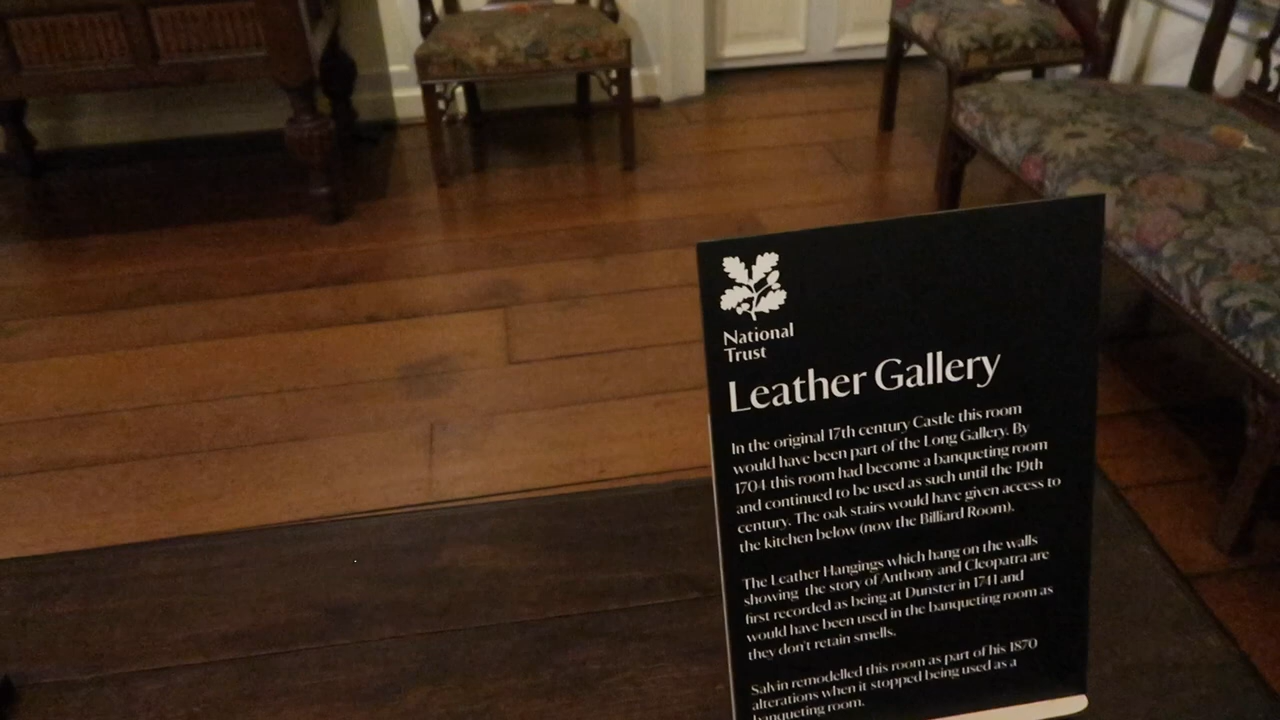 National
Trust
Leather Gallery
In the original 17th century Castle this room
would have been part of the Long Gallery. By
1704 this room had become a banqueting room
and continued to be used as such until the 19th
century. The oak stairs would have given access to
the kitchen below (now the Billiard Room).
The Leather Hangings which hang on the walls
showing the story of Anthony and Cleopatra are
first recorded as being at Dunster in 1741 and
would have been used in the banqueting room as
they don't retain smells.
Salvin remodelled this room as part of his 1870
alterations when it stopped being used as a
banqueting room.